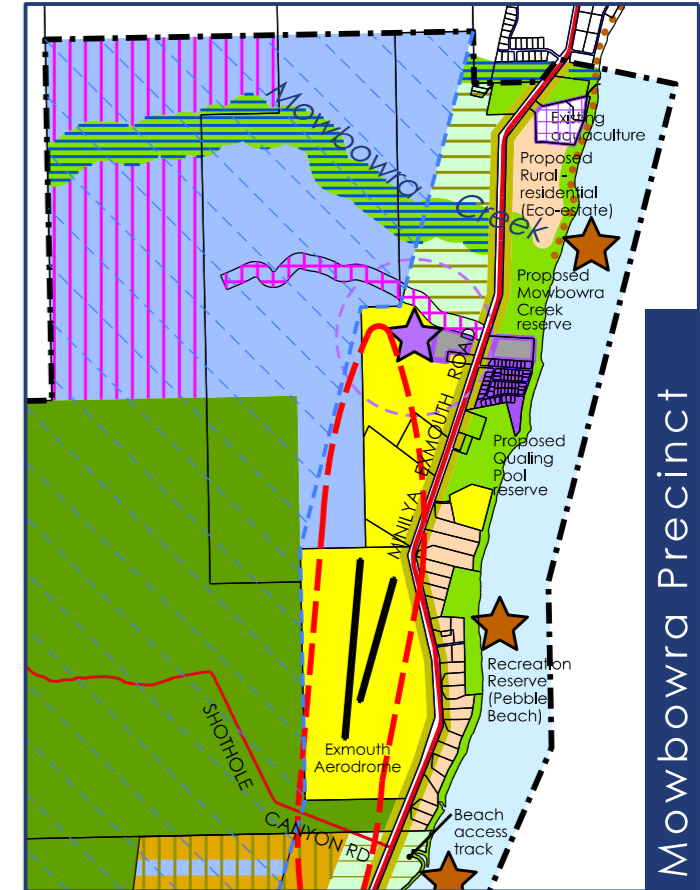 Mowbowra
Creek
Existing
aquaculture
Proposed
Rural -
residential
(Eco-estate)
Proposed
Mowbowra
Creek
reserve
MINILYA EXMOUTH ROAD
Proposed
Qualing
Pool
reserve
Recreation
Reserve
(Pebble
Beach)
Exmouth
Aerodrome
SHOTHOLE
CANYON RD
Beach
access
track
Mowbowra Precinct